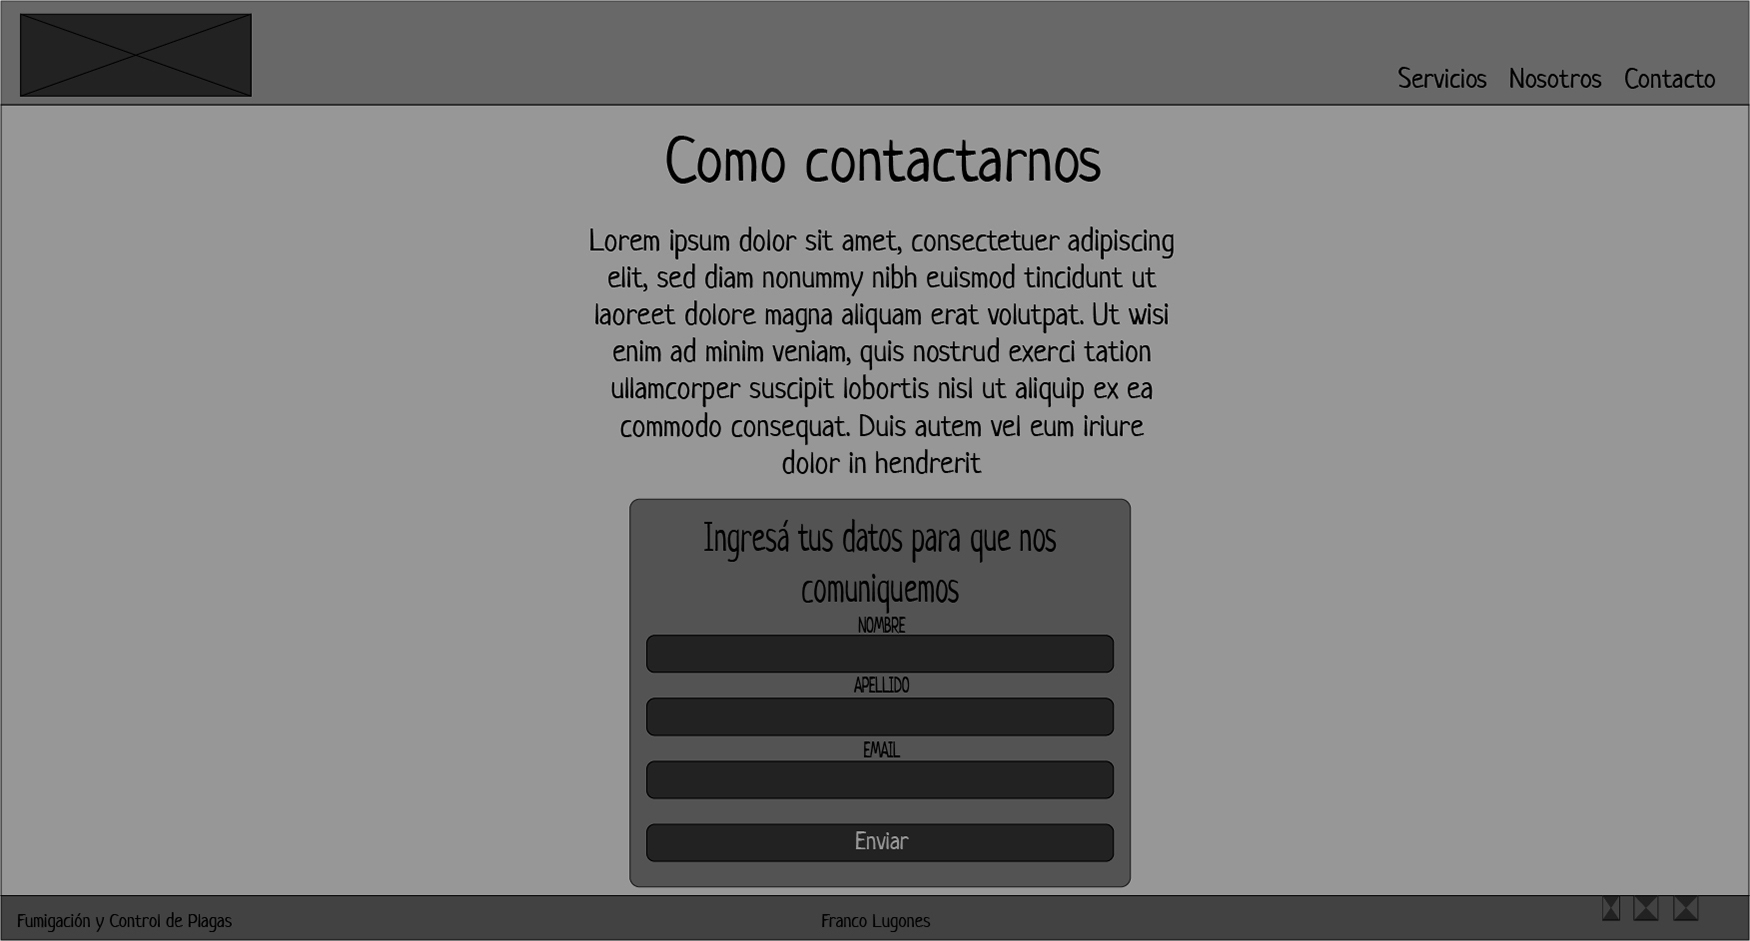 Servicios Nosotros Contacto
Como contactarnos
Lorem ipsum dolor sit amet, consectetuer adipiscing
elit, sed diam nonummy nibh euismod tincidunt ut
laoreet dolore magna aliquam erat volutpat. Ut wisi
enim ad minim veniam, quis nostrud exerci tation
ullamcorper suscipit lobortis nisl ut aliquip ex ea
commodo consequat. Duis autem vel eum iriure
dolor in hendrerit
Ingresá tus datos para que nos
comuniquemos
NOMBRE
APELLIDO
EMAIL
Enviar
Fumigación y Control de Plagas
Franco Lugones